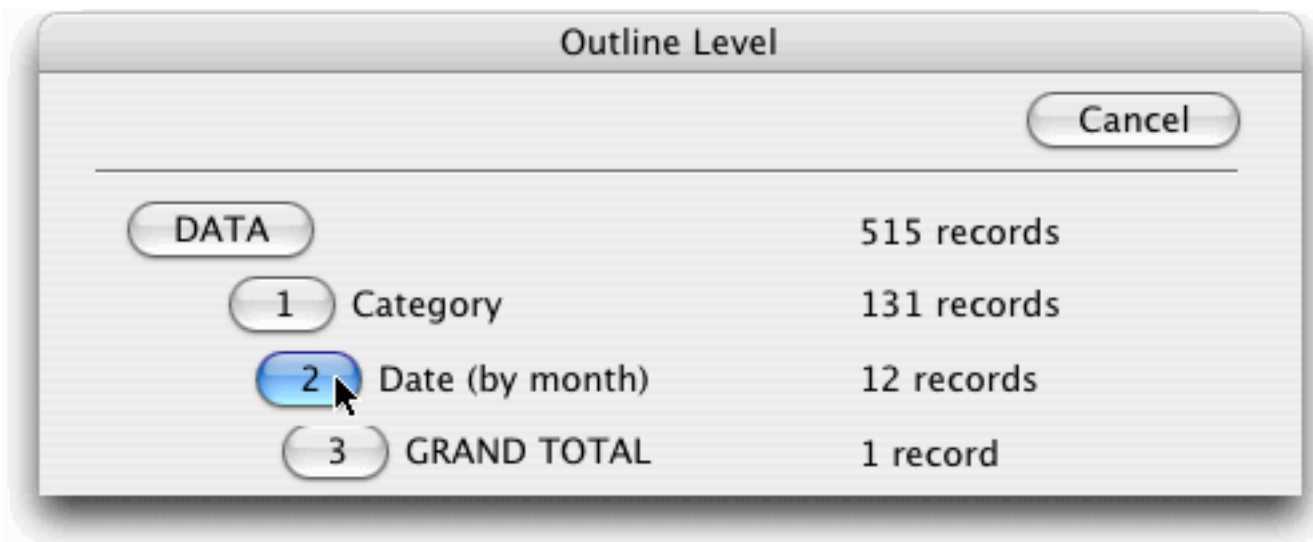 Outline Level
Cancel
DATA 515 records
1 Category 131 records
2 Date (by month) 12 records
3 GRAND TOTAL 1 record